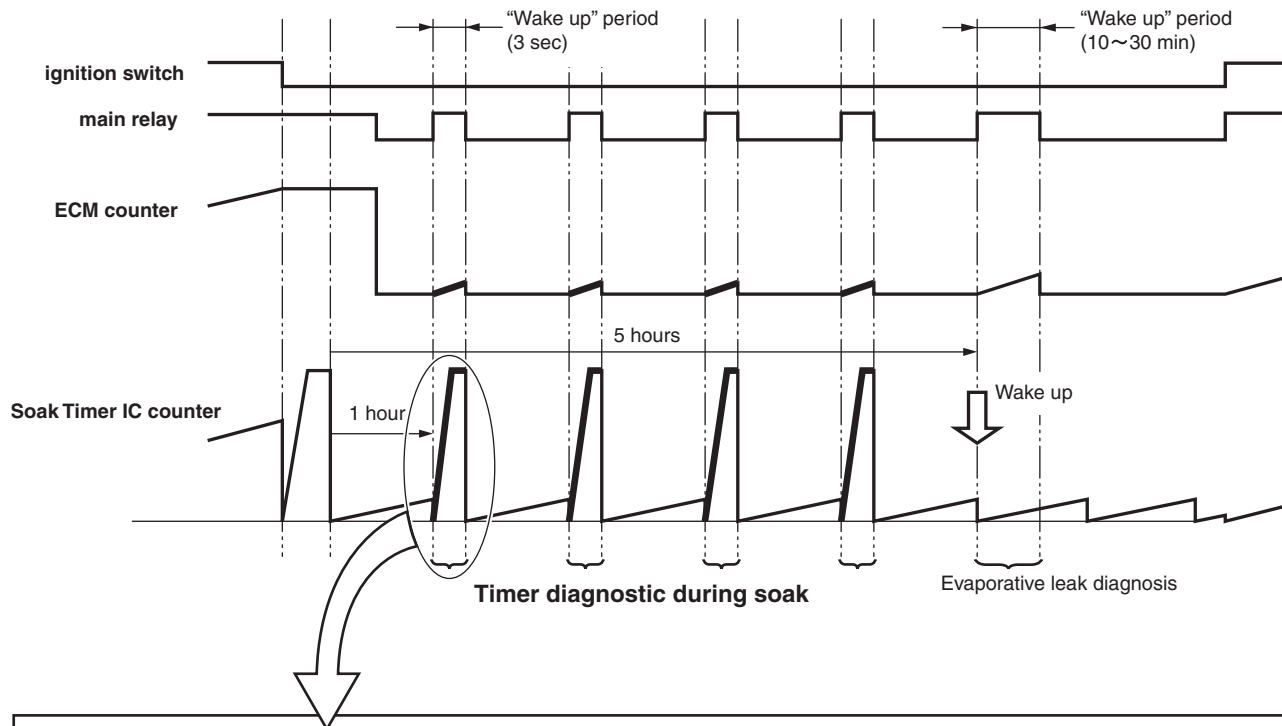 “Wake up” period
(3 sec)
“Wake up” period
(10～30 min)
ignition switch
main relay
ECM counter
5 hours
Soak Timer IC counter
1 hour
Wake up
Timer diagnostic during soak
Evaporative leak diagnosis